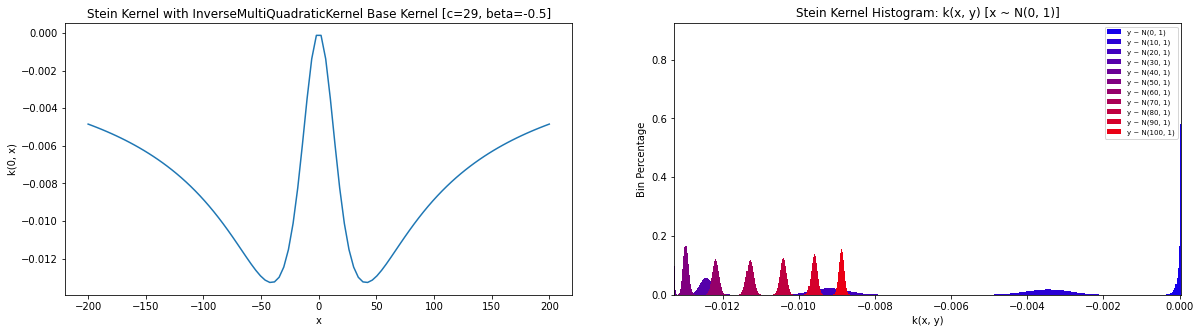 Stein Kernel with InverseMultiQuadraticKernel Base Kernel [c=29, beta=-0.5]
0.000
−0.002
−0.004
−0.006
−0.008
−0.010
−0.012
k(0, x)
−200
−150
−100
−50
0
50
100
150
200
x
Stein Kernel Histogram: k(x, y) [x ~ N(0, 1)]
0.8
0.6
0.4
0.2
0.0
Bin Percentage
y ~ N(0, 1)
y ~ N(10, 1)
y ~ N(20, 1)
y ~ N(30, 1)
y ~ N(40, 1)
y ~ N(50, 1)
y ~ N(60, 1)
y ~ N(70, 1)
y ~ N(80, 1)
y ~ N(90, 1)
y ~ N(100, 1)
−0.012
−0.010
−0.008
−0.006
−0.004
−0.002
0.000
k(x, y)